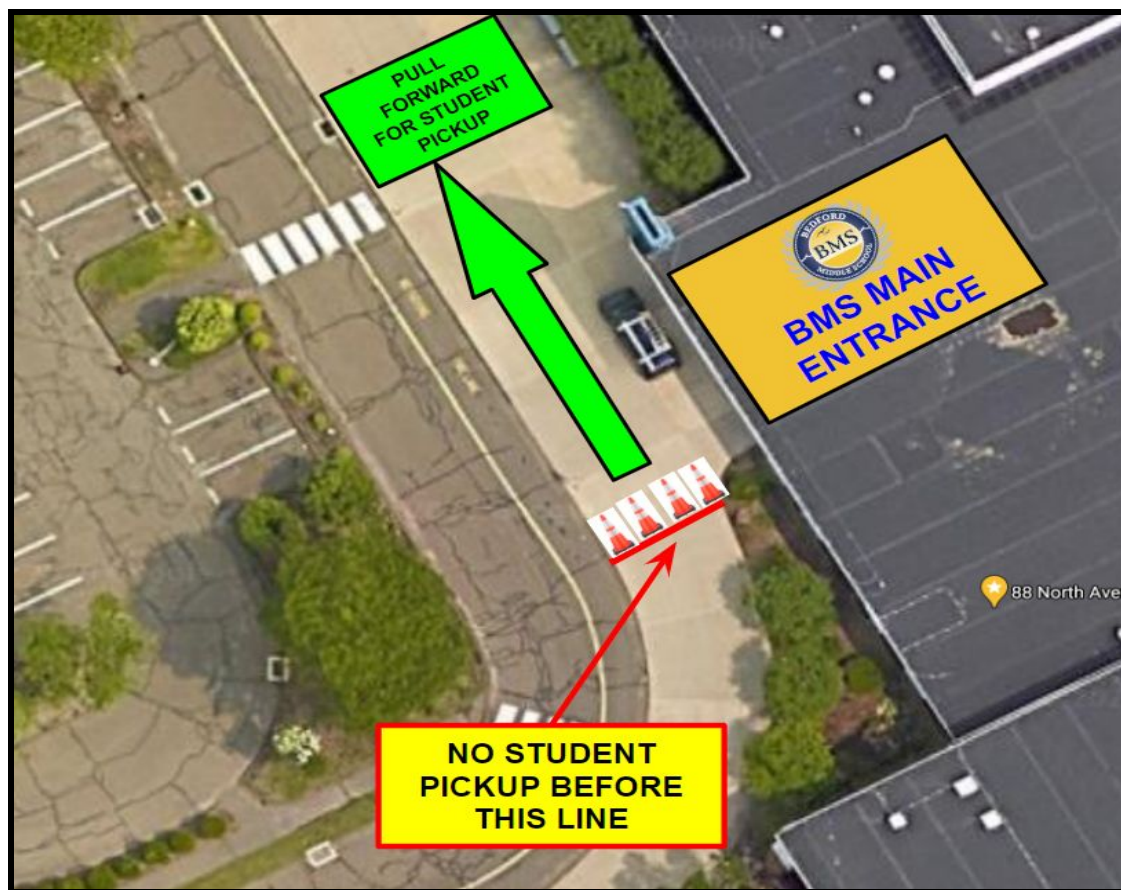 PULL
FORWARD
FOR STUDENT
PICKUP
BEDFORD
BMS
MIDDLE SCHOOL
BMS MAIN
ENTRANCE
88 North Ave
NO STUDENT
PICKUP BEFORE
THIS LINE